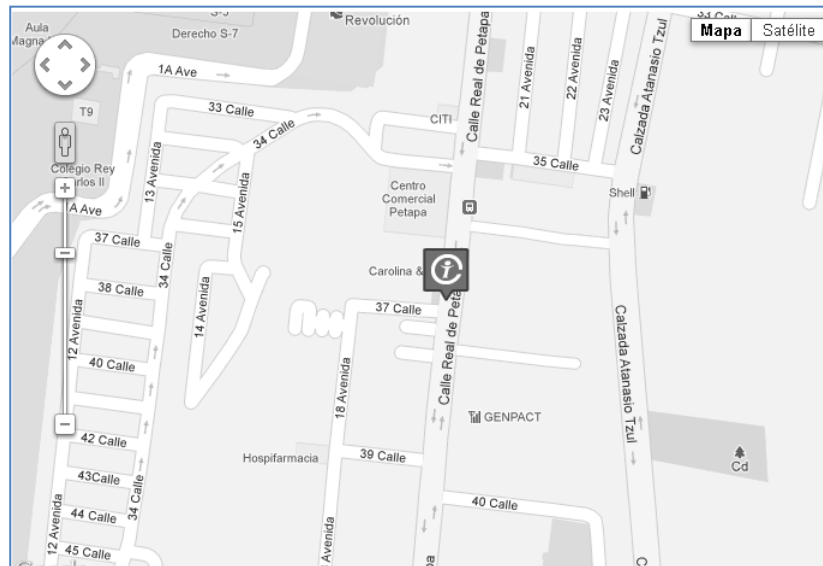 Aula
Magna
Derecho S-7
Revolución
Mapa
Satélite
1A Ave
33 Calle
T9
CITI
34 Calle
13 Avenida
15 Avenida
Calle Real de Petapa
21 Avenida
22 Avenida
23 Avenida
Calzada Atanasio Tzul
35 Calle
Colegio Rey
Carlos II
Centro
Comercial
Petapa
Shell
A Ave
37 Calle
34 Calle
38 Calle
14 Avenida
12 Avenida
Carolina &
37 Calle
Calle Real de Petapa
Calzada Atanasio Tzul
40 Calle
18 Avenida
GENPACT
42 Calle
Hospifarmacia
39 Calle
Cd
43Calle
34 Calle
40 Calle
44 Calle
12 Avenida
45 Calle